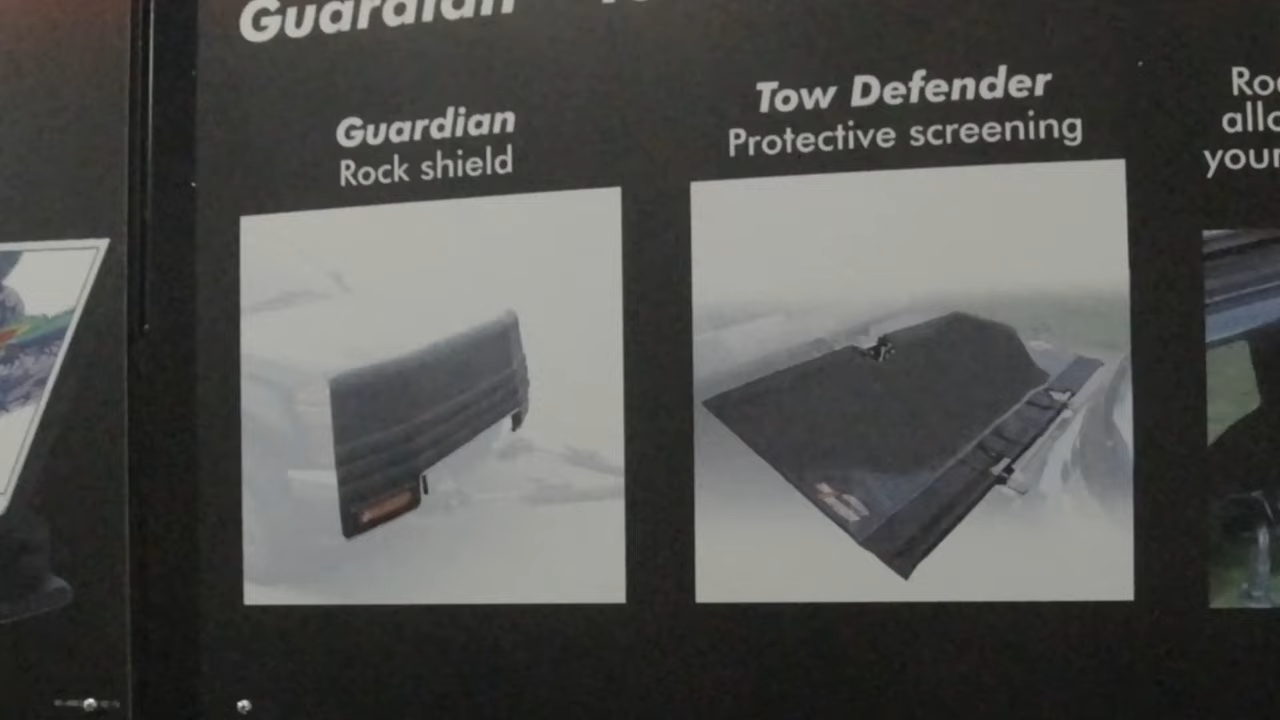 Guardian
Guardian
Rock shield
Tow Defender
Protective screening